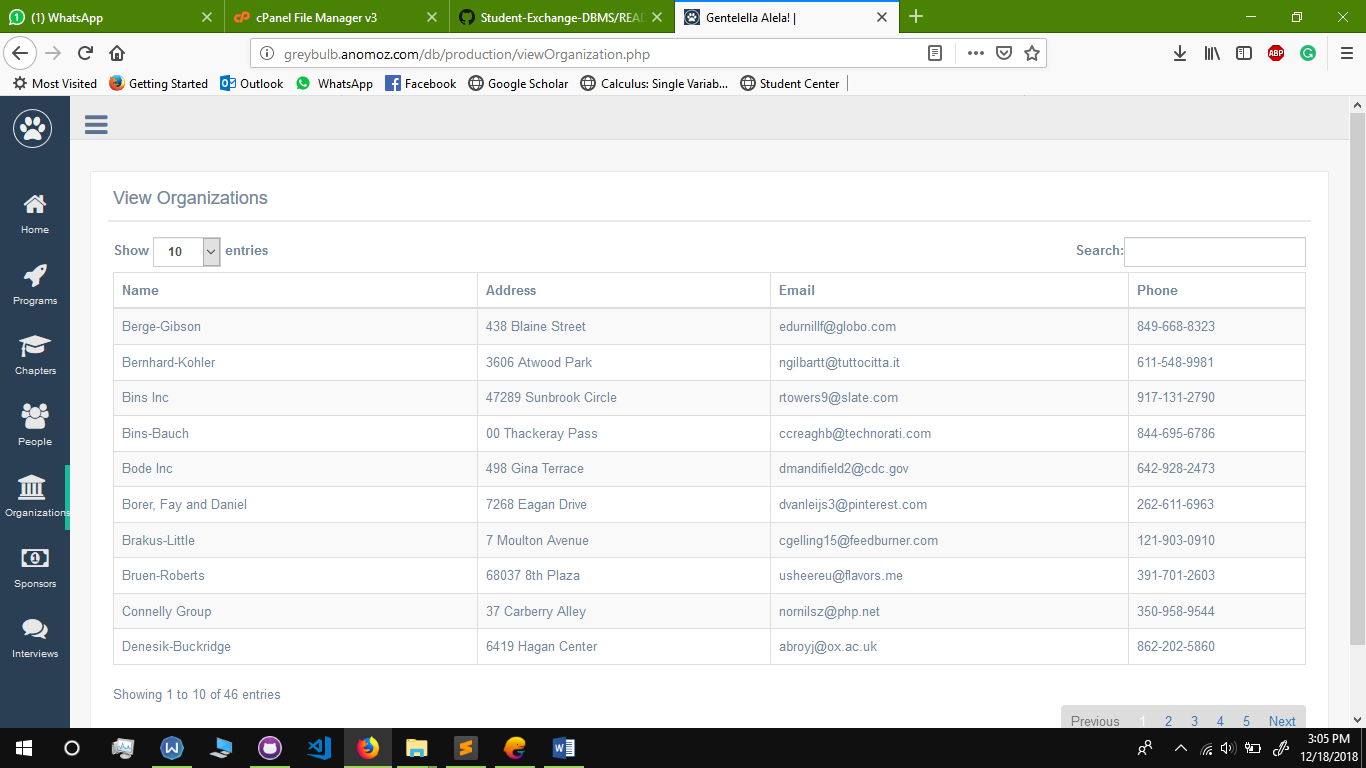 (1) WhatsApp
cPanel File Manager v3
Student-Exchange-DBMS/REA
Gentelella Alela! |
greybulb.anomoz.com/db/production/viewOrganization.php
ABP
Most Visited
Getting Started
Outlook
WhatsApp
Facebook
Google Scholar
Calculus: Single Variab...
Student Center
Home
Programs
Chapters
People
Organizations
Sponsors
Interviews
View Organizations
Show 10 entries
Search:
Name Address Email Phone
Berge-Gibson 438 Blaine Street edurnillf@globo.com 849-668-8323
Bernhard-Kohler 3606 Atwood Park ngilbartt@tuttocitta.it 611-548-9981
Bins Inc 47289 Sunbrook Circle rtowers9@slate.com 917-131-2790
Bins-Bauch 00 Thackeray Pass ccreaghb@technorati.com 844-695-6786
Bode Inc 498 Gina Terrace dmandifield2@cdc.gov 642-928-2473
Borer, Fay and Daniel 7268 Eagan Drive dvanleijs3@pinterest.com 262-611-6963
Brakus-Little 7 Moulton Avenue cgelling15@feedburner.com 121-903-0910
Bruen-Roberts 68037 8th Plaza usheereu@flavors.me 391-701-2603
Connelly Group 37 Carberry Alley nornilsz@php.net 350-958-9544
Denesik-Buckridge 6419 Hagan Center abroyj@ox.ac.uk 862-202-5860
Showing 1 to 10 of 46 entries
Previous 1 2 3 4 5 Next
3:05 PM
12/18/2018